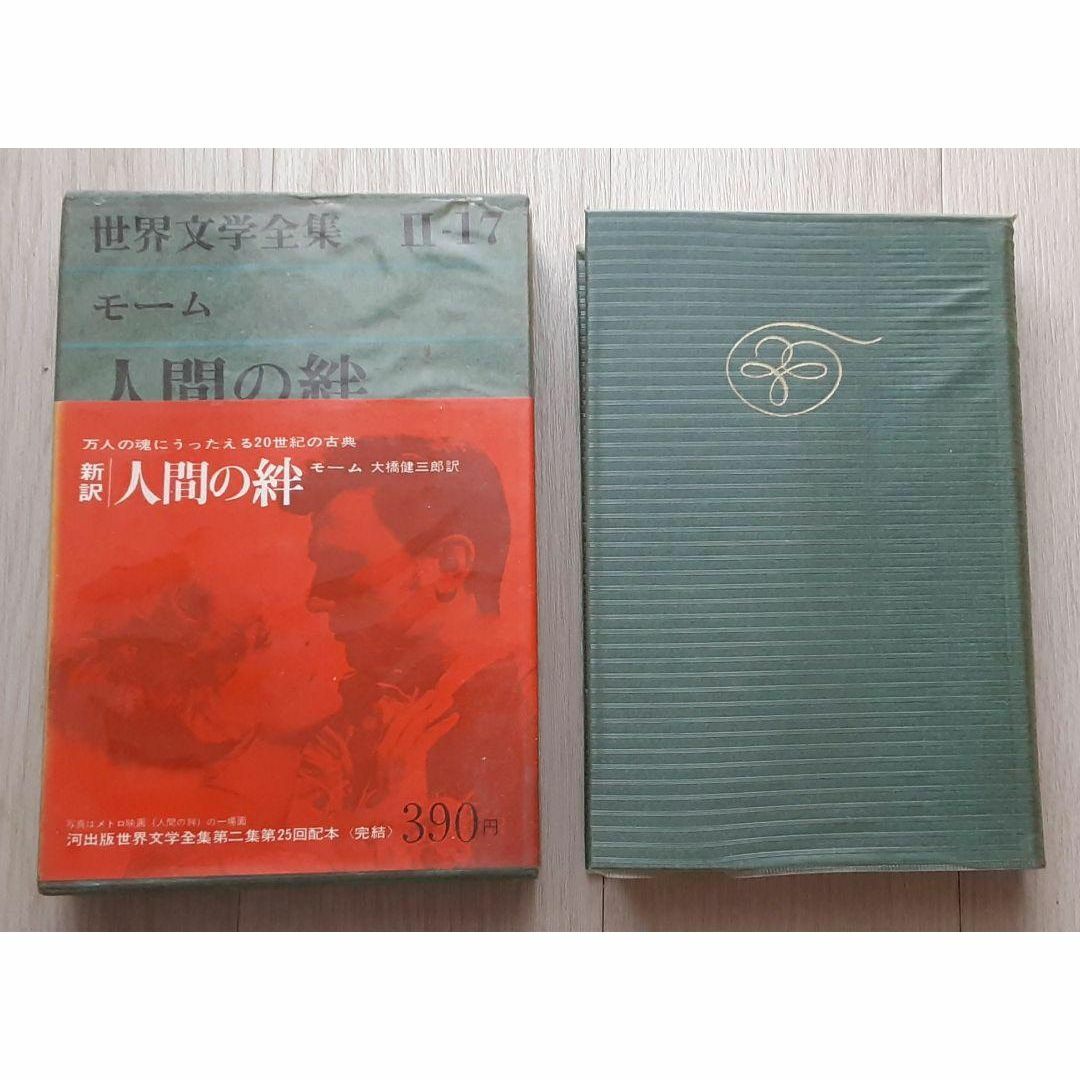 世界文学全集 II-17
モーム
人間の絆
万人の魂にうったえる20世紀の古典
新訳 人間の絆 モーム 大橋健三郎訳
写真はメトロ映画〈人間の絆〉の一場面
河出版世界文学全集第二集第25回配本〈完結〉 390円